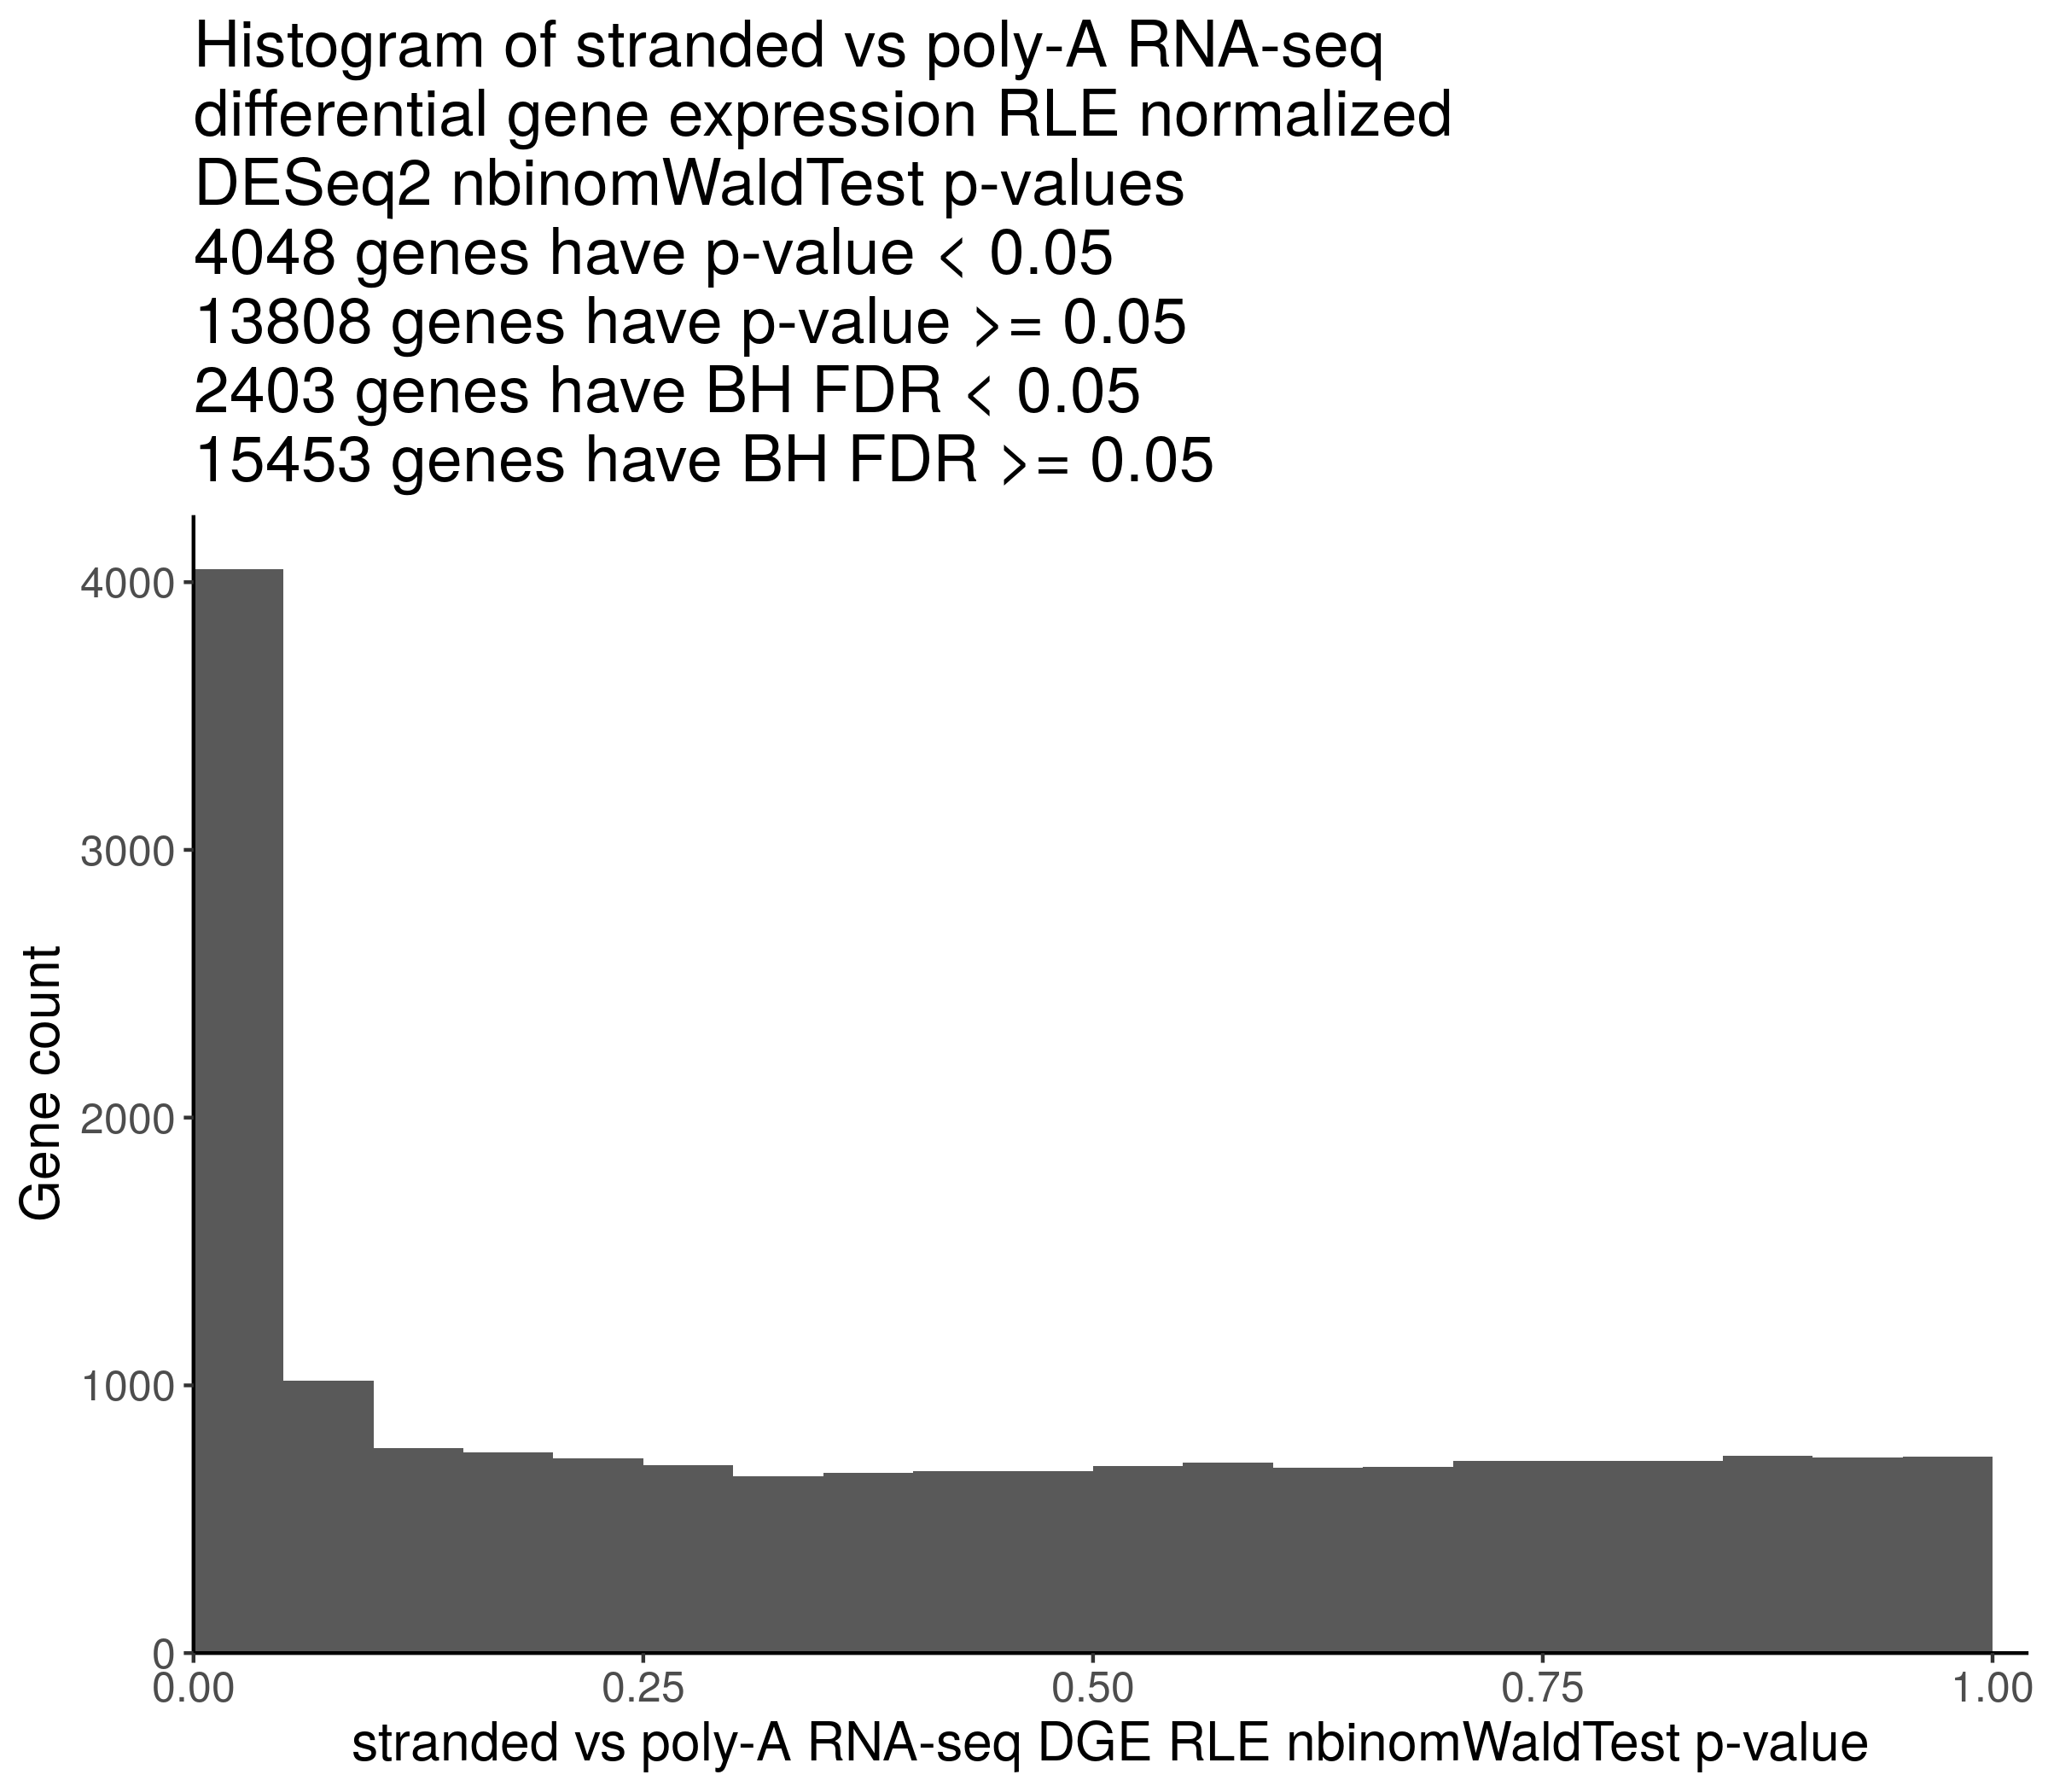 Histogram of stranded vs poly-A RNA-seq
differential gene expression RLE normalized
DESeq2 nbinomWaldTest p-values
4048 genes have p-value < 0.05
13808 genes have p-value >= 0.05
2403 genes have BH FDR < 0.05
15453 genes have BH FDR >= 0.05
Gene count
4000
3000
2000
1000
0
0.00 0.25 0.50 0.75 1.00
stranded vs poly-A RNA-seq DGE RLE nbinomWaldTest p-value